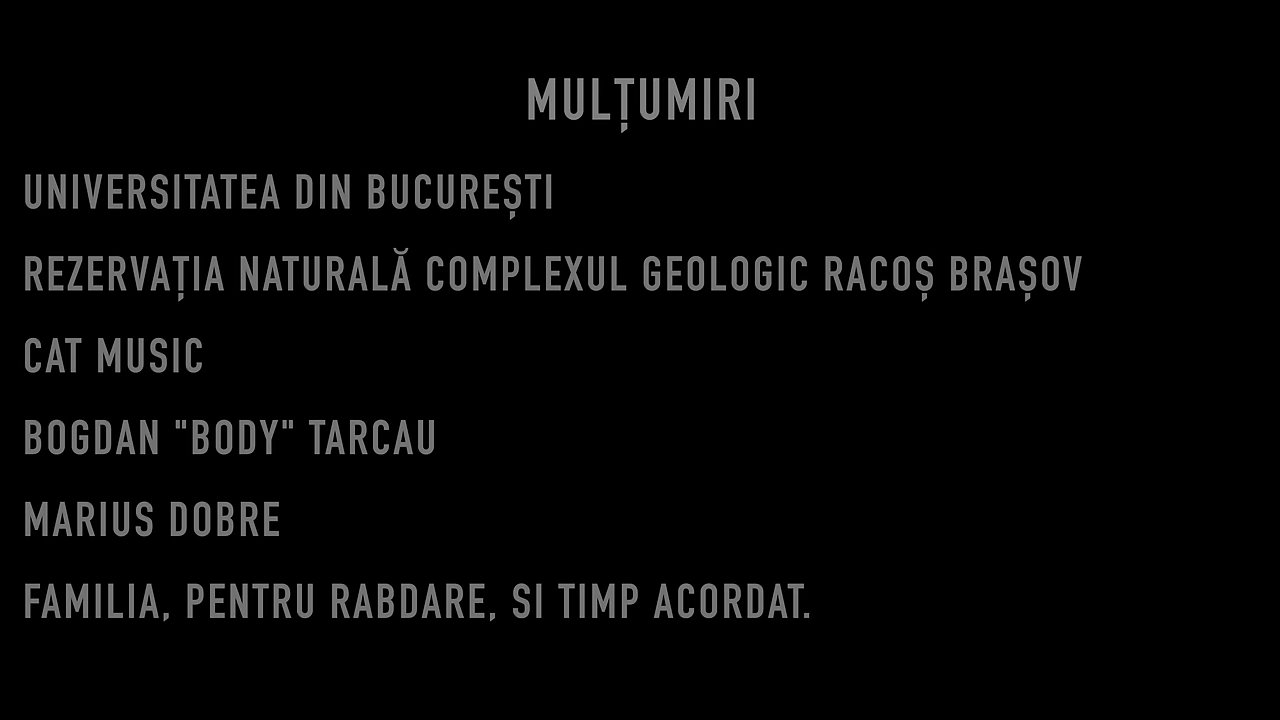 MULȚUMIRI
UNIVERSITATEA DIN BUCUREȘTI
REZERVAȚIA NATURALĂ COMPLEXUL GEOLOGIC RACOȘ BRAȘOV
CAT MUSIC
BOGDAN "BODY" TARCAU
MARIUS DOBRE
FAMILIA, PENTRU RABDARE, SI TIMP ACORDAT.